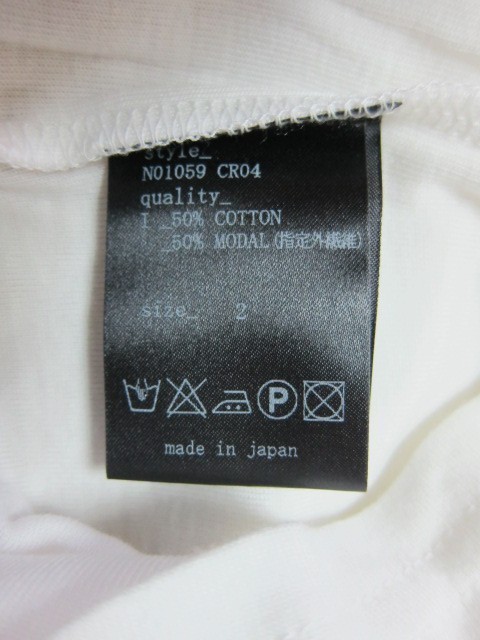 style_
N01059 CR04
quality_
I _50% COTTON
_50% MODAL(指定外繊維)
size_ 2
P
made in japan